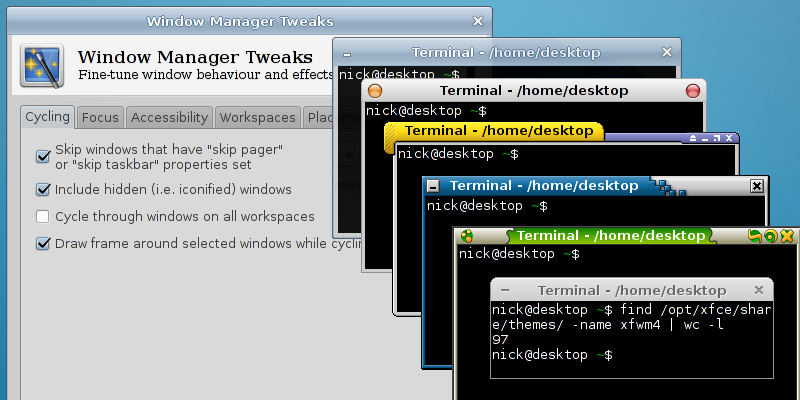 Window Manager Tweaks
Window Manager Tweaks
Fine-tune window behaviour and effects
Cycling
Focus
Accessibility
Workspaces
Skip windows that have "skip pager"
or "skip taskbar" properties set
Include hidden (i.e. iconified) windows
Cycle through windows on all workspaces
Draw frame around selected windows while
Terminal - /home/desktop
nick@desktop ~$
Terminal - /home/desktop
nick@desktop ~$
Terminal - /home/desktop
nick@desktop ~$
Terminal - /home/desktop
nick@desktop ~$
Terminal - /home/desktop
nick@desktop ~$
Terminal - /home/desktop
nick@desktop ~$ find /opt/xfce/shar
e/themes/ -name xfwm4 | wc -l
97
nick@desktop ~$